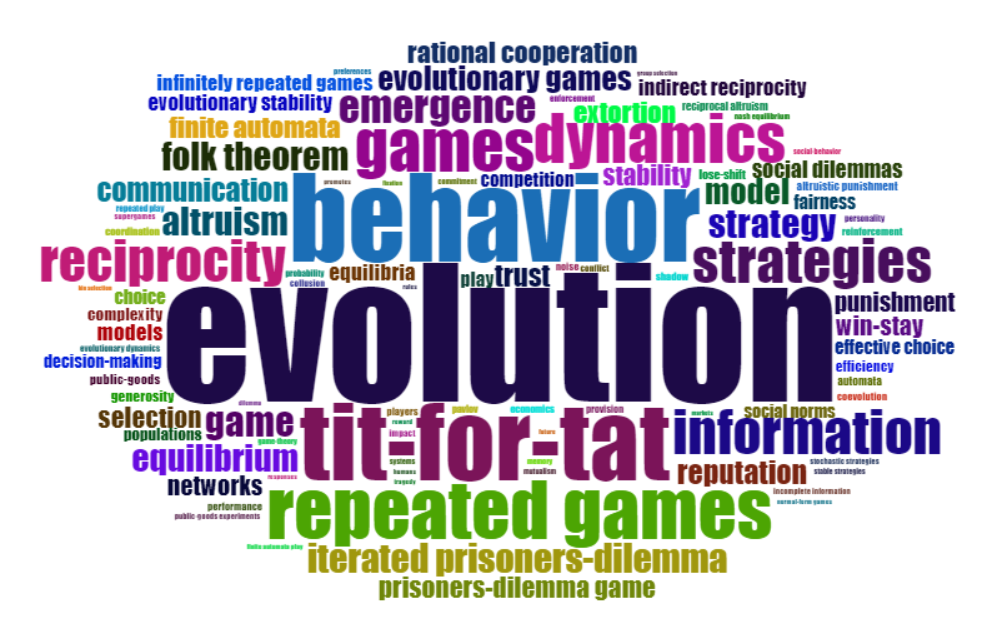 rational cooperation
preferences
group selection
infinitely repeated games
evolutionary games
indirect reciprocity
evolutionary stability
emergence
enforcement
extortion
reciprocal altruism
nash equilibrium
finite automata
games
dynamics
folk theorem
social-behavior
social dilemmas
communication
promotes
fixation
commitment
competition
stability
lose-shift
model
altruistic punishment
fairness
behavior
repeated play
supergames
altruism
coordination
strategy
personality
reinforcement
reciprocity
probability
collusion
equilibria
rules
play
trust
noise
conflict
shadow
strategies
kin selection
choice
complexity
models
evolutionary dynamics
decision-making
public-goods
generosity
evolution
punishment
win-stay
effective choice
efficiency
automata
coevolution
dilemma
selection
populations
game
game-theory
equilibrium
networks
performance
public-goods experiments
tit-for-tat
players
reward
impact
systems
humans
tragedy
pavlov
economics
provision
future
memory
mutualism
markets
social norms
information
reputation
stochastic strategies
stable strategies
incomplete information
normal-form games
repeated games
finite automata play
iterated prisoners-dilemma
prisoners-dilemma game